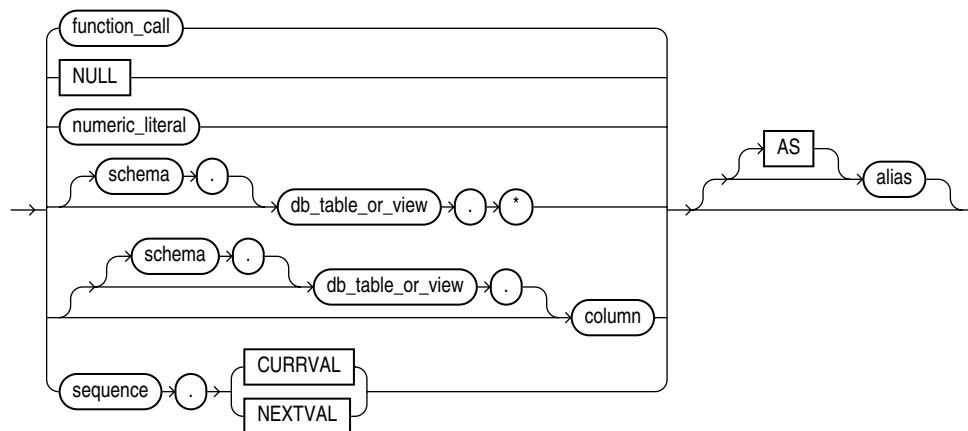 function_call
NULL
numeric_literal
AS
schema .
alias
db_table_or_view . *
schema .
db_table_or_view .
column
CURRVAL
sequence .
NEXTVAL